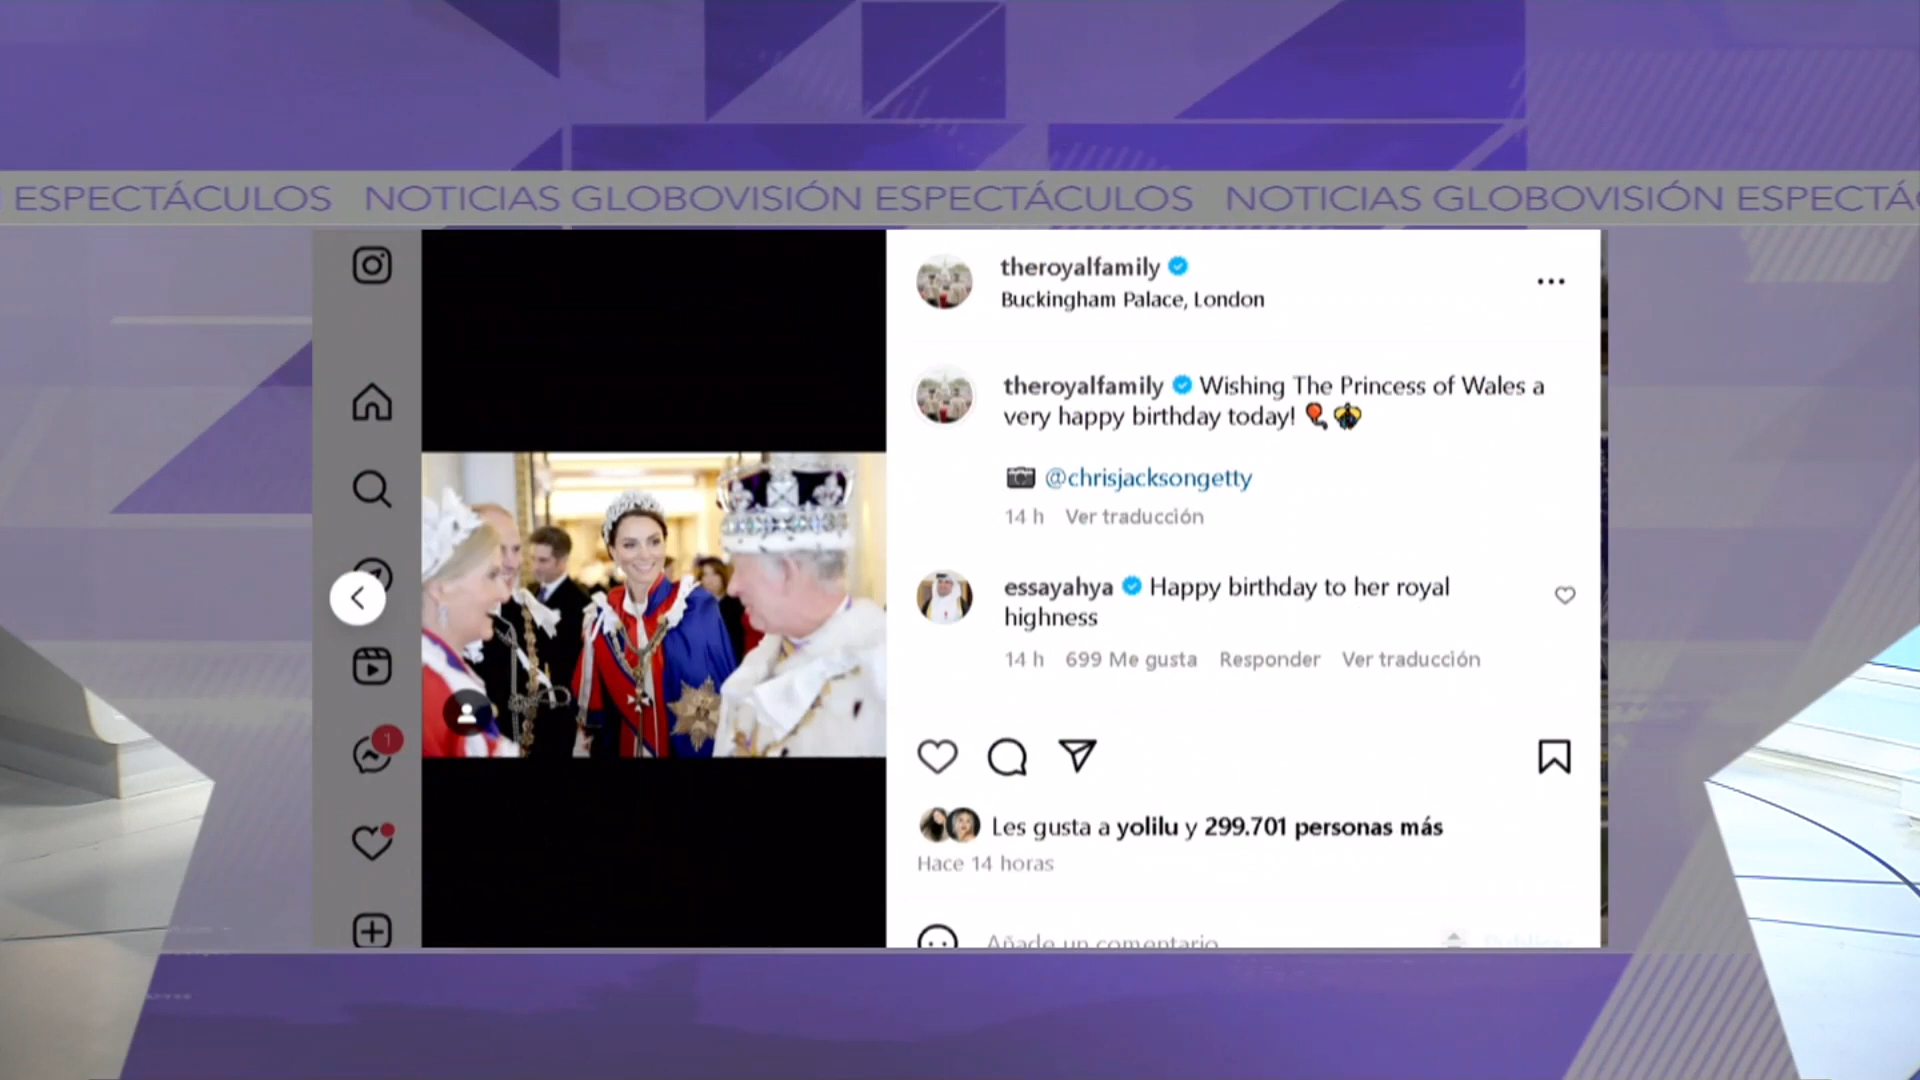 ESPECTÁCULOS NOTICIAS GLOBOVISIÓN ESPECTÁCULOS NOTICIAS GLOBOVISIÓN ESPECTÁ
theroyalfamily
Buckingham Palace, London
theroyalfamily Wishing The Princess of Wales a
very happy birthday today! 🎈🎂
📷 @chrisjacksongetty
14 h Ver traducción
essayahya Happy birthday to her royal
highness
14 h 699 Me gusta Responder Ver traducción
1
Les gusta a yolilu y 299.701 personas más
Hace 14 horas
Añade un comentario